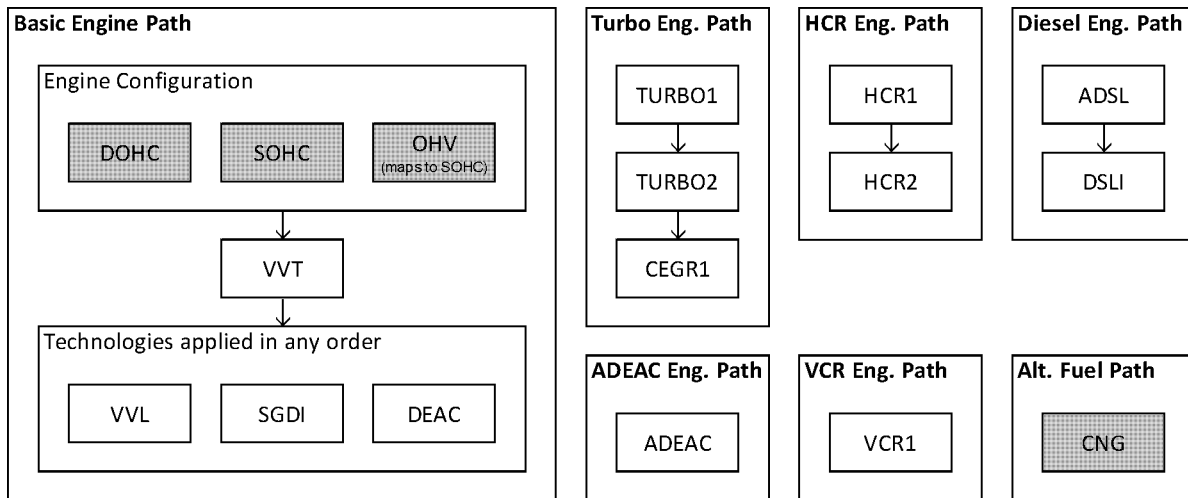 Basic Engine Path
Engine Configuration
DOHC
SOHC
OHV
(maps to SOHC)
VVT
Technologies applied in any order
VVL
SGDI
DEAC
Turbo Eng. Path
TURBO1
TURBO2
CEGR1
HCR Eng. Path
HCR1
HCR2
Diesel Eng. Path
ADSL
DSLI
ADEAC Eng. Path
ADEAC
VCR Eng. Path
VCR1
Alt. Fuel Path
CNG